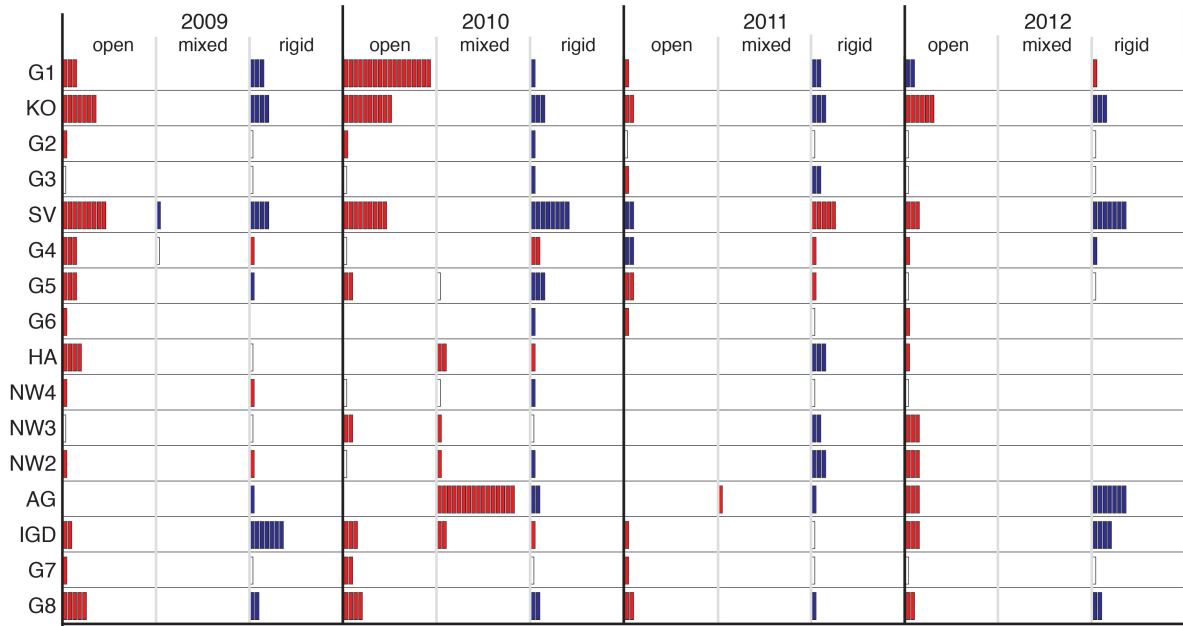 2009 2010 2011 2012
open mixed rigid open mixed rigid open mixed rigid open mixed rigid
G1
KO
G2
G3
SV
G4
G5
G6
HA
NW4
NW3
NW2
AG
IGD
G7
G8